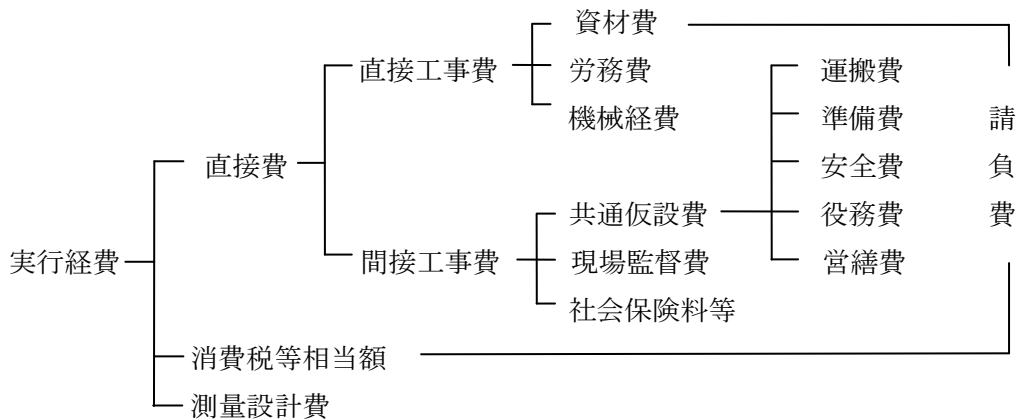 資材費
直接工事費
労務費
運搬費
機械経費
準備費
請
直接費
安全費
負
共通仮設費
役務費
費
実行経費
間接工事費
現場監督費
営繕費
社会保険料等
消費税等相当額
測量設計費